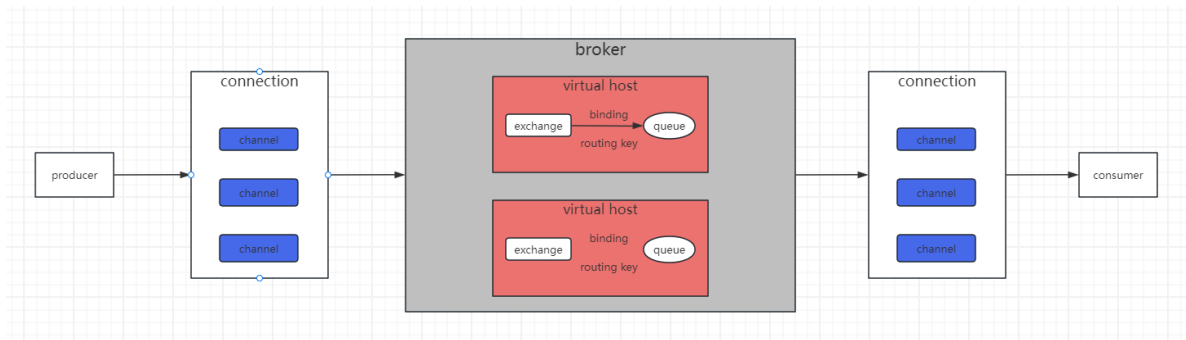 broker
connection
connection
virtual host
binding
exchange
queue
routing key
channel
channel
producer
channel
channel
consumer
virtual host
binding
exchange
queue
routing key
channel
channel